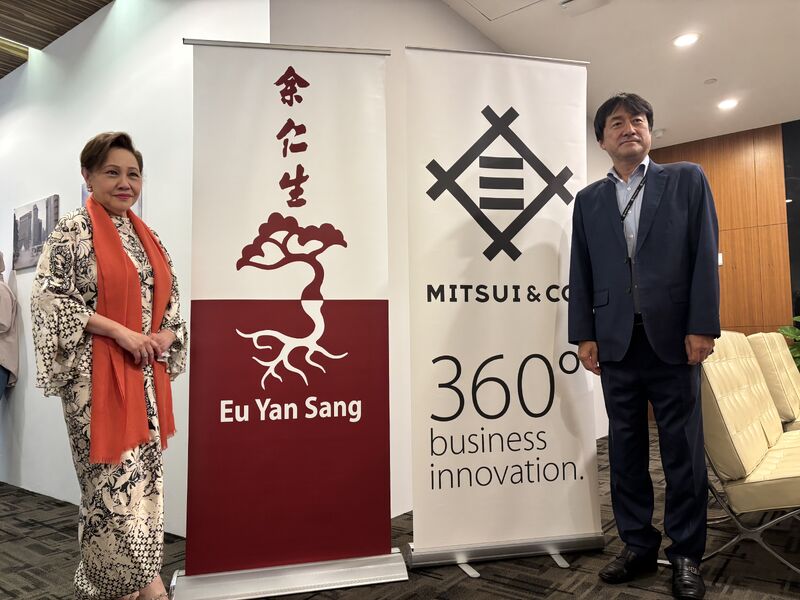 余仁生
Eu Yan Sang
MITSUI & CO
360°
business
innovation.